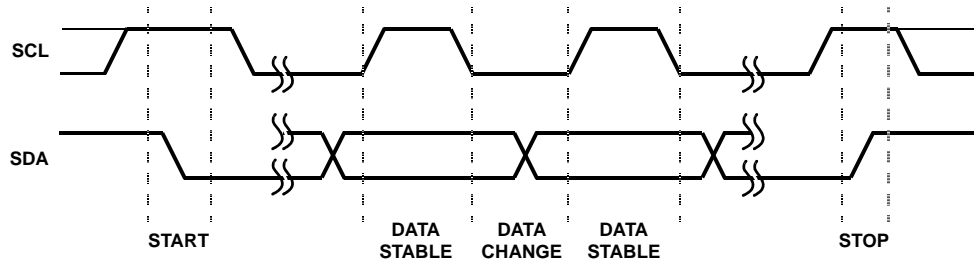 SCL
SDA
START
DATA
STABLE
DATA
CHANGE
DATA
STABLE
STOP